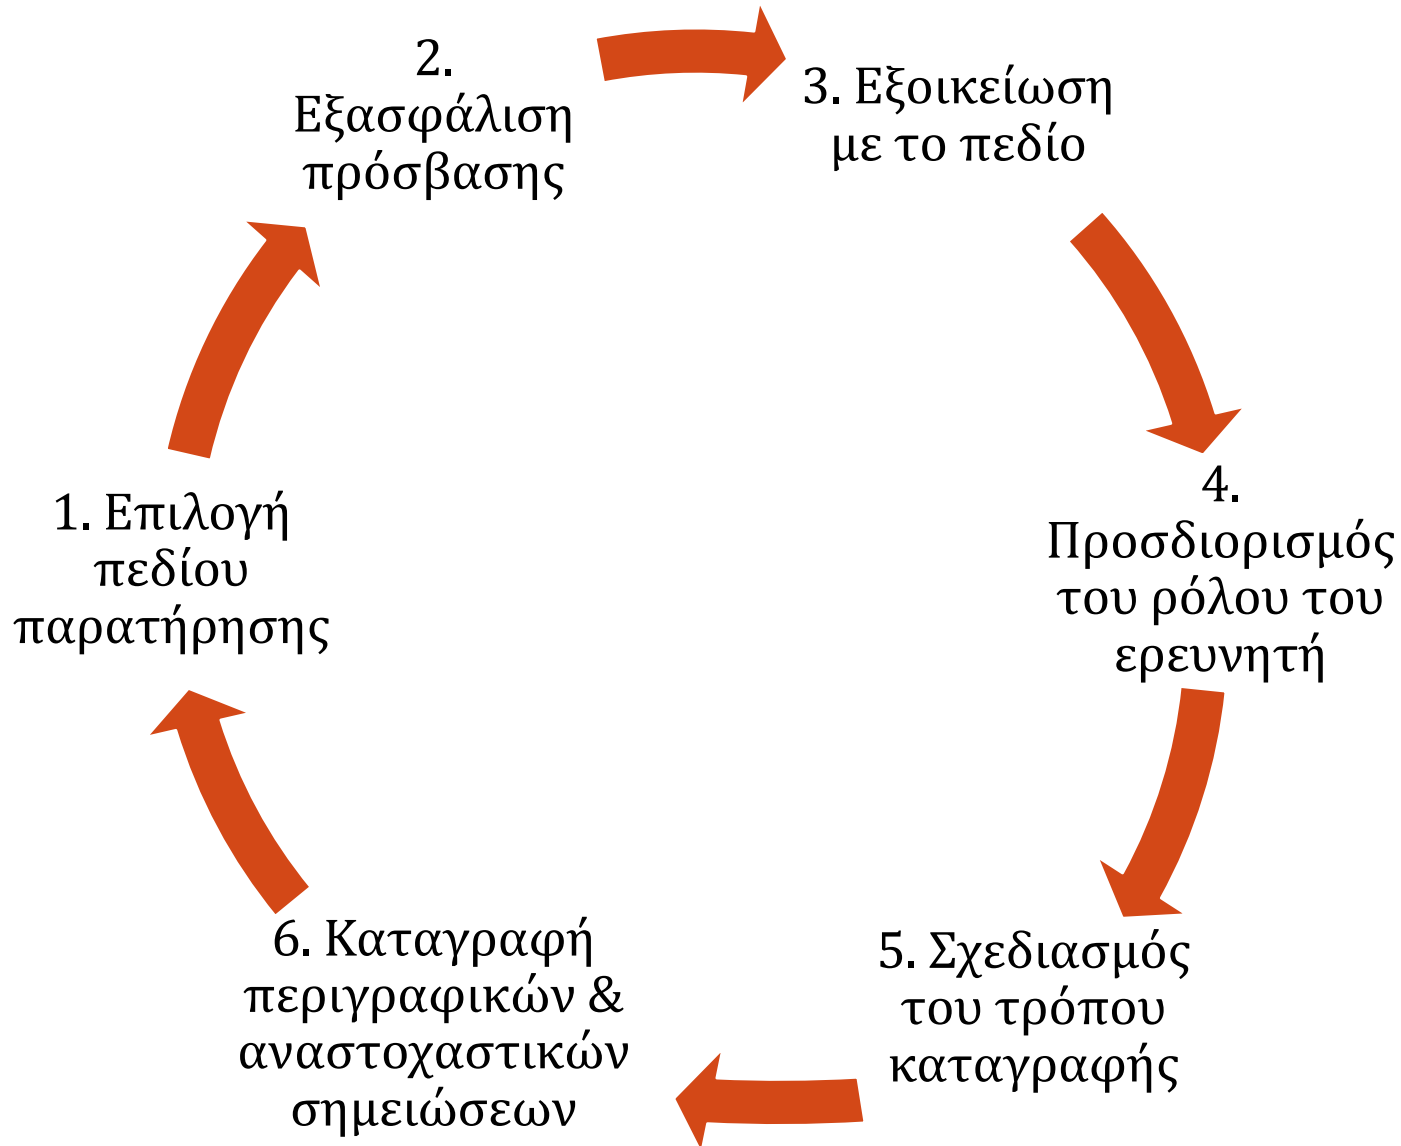 1. Επιλογή
πεδίου
παρατήρησης
2.
Εξασφάλιση
πρόσβασης
3. Εξοικείωση
με το πεδίο
4.
Προσδιορισμός
του ρόλου του
ερευνητή
5. Σχεδιασμός
του τρόπου
καταγραφής
6. Καταγραφή
περιγραφικών &
αναστοχαστικών
σημειώσεων